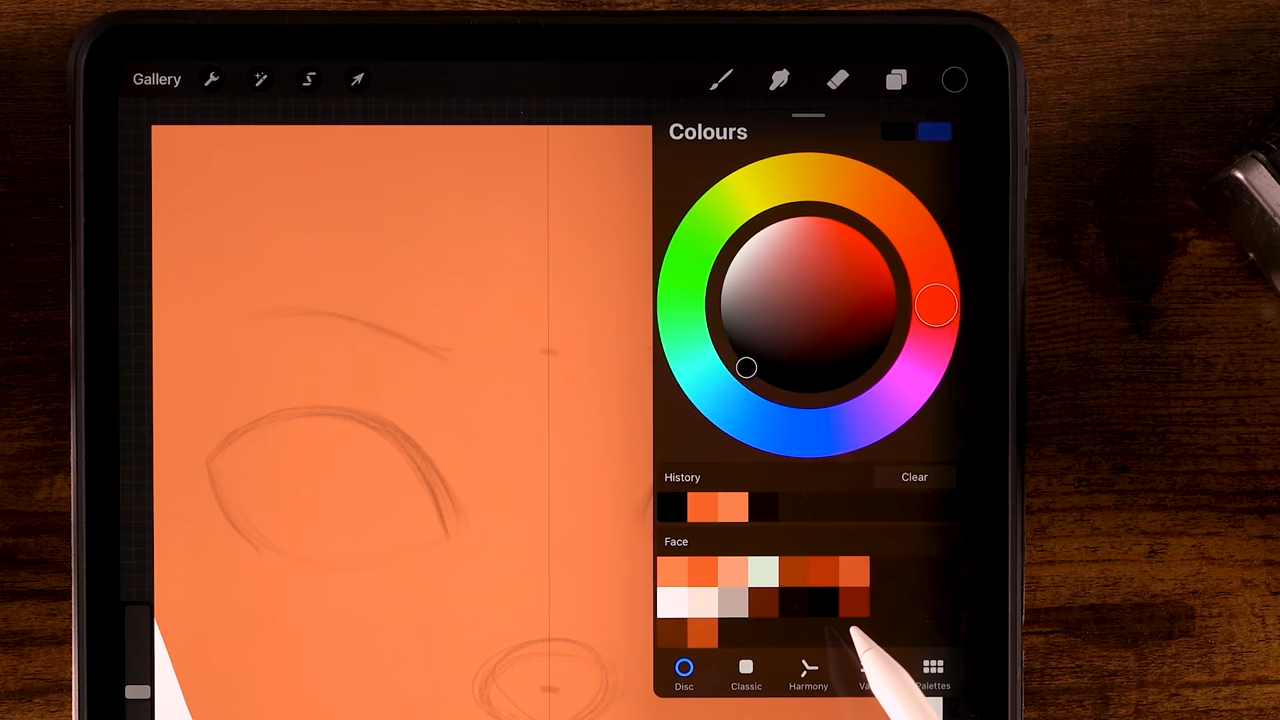 Gallery
Colours
History
Clear
Face
Disc
Classic
Harmony
Palettes